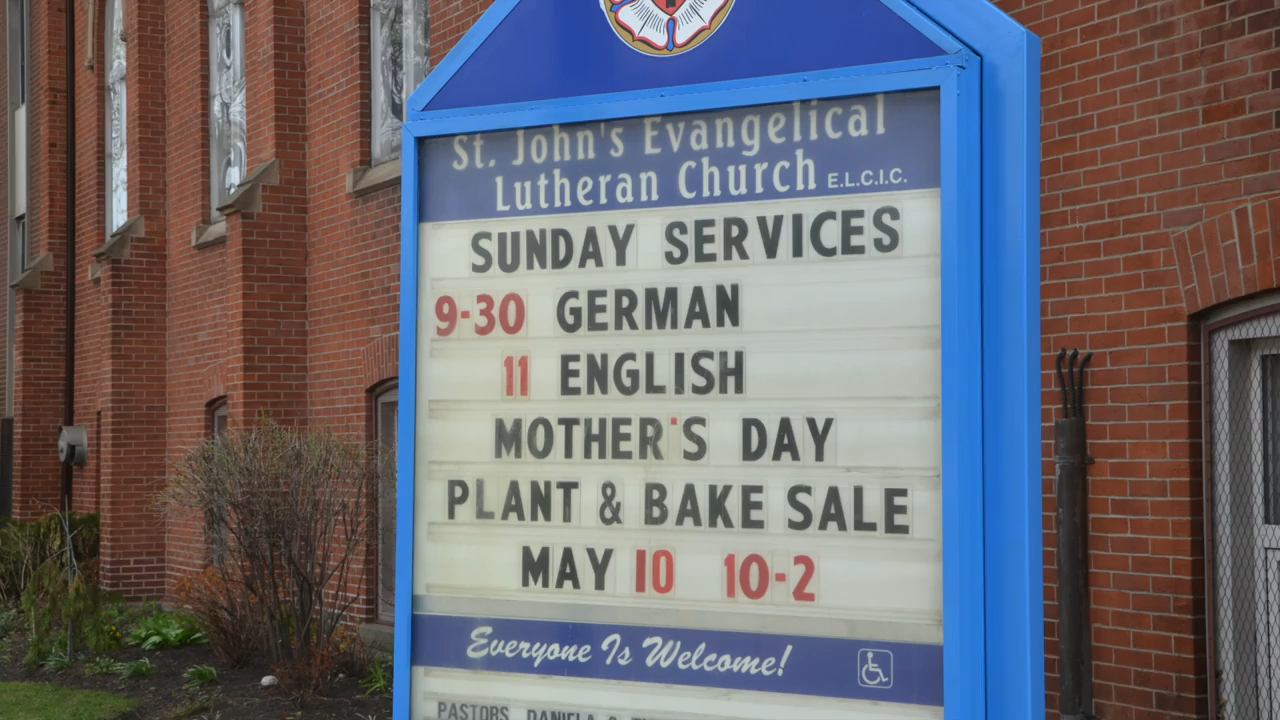 St. John's Evangelical
Lutheran Church E.L.C.I.C.
SUNDAY SERVICES
9-30 GERMAN
11 ENGLISH
MOTHER'S DAY
PLANT & BAKE SALE
MAY 10 10-2
Everyone Is Welcome!
PASTORS